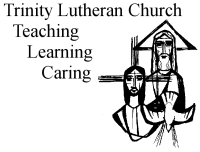 Trinity Lutheran Church
Teaching
Learning
Caring